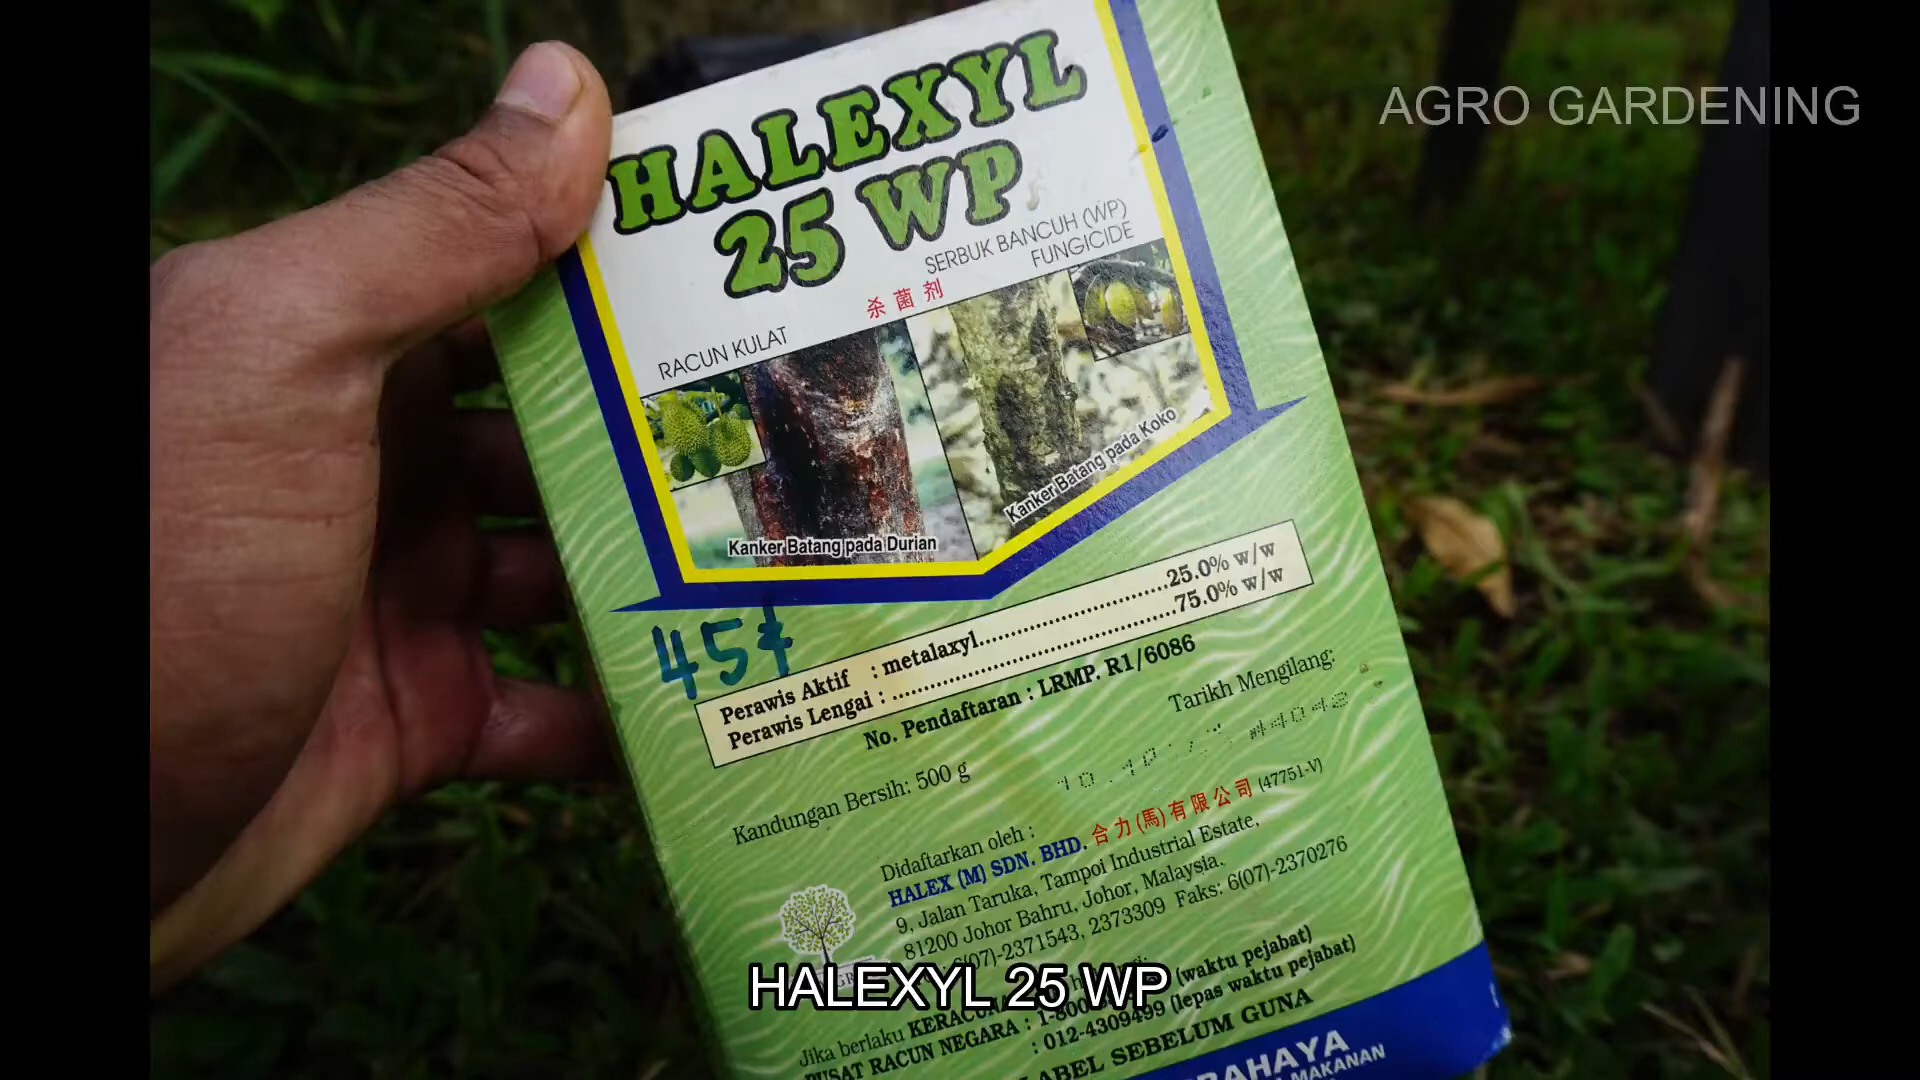 AGRO GARDENING
HALEXYL
25 WP
SERBUK BANCUH (WP)
FUNGICIDE
杀菌剂
RACUN KULAT
Kanker Batang pada Durian
Kanker Batang pada Koko
45
Perawis Aktif : metalaxyl..............................25.0% w/w
Perawis Lengai : .............................................75.0% w/w
No. Pendaftaran : LRMP. R1/6086
Tarikh Mengilang:
Kandungan Bersih: 500 g
Didaftarkan oleh :
HALEX (M) SDN. BHD. 合力(馬)有限公司 (47751-V)
9, Jalan Taruka, Tampoi Industrial Estate,
81200 Johor Bahru, Johor, Malaysia.
6(07)-2371543, 2373309 Faks: 6(07)-2370276
HALEXYL 25 WP
Jika berlaku
: 1-800 (waktu pejabat)
RACUN NEGARA : 012-4309499 (lepas waktu pejabat)
SEBELUM GUNA
MAKANAN